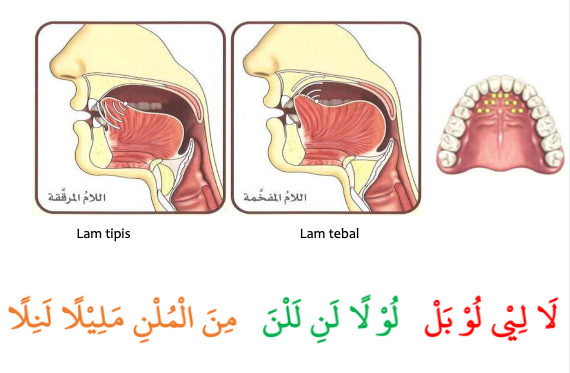 اللامُ المرقَّقة
اللامُ المفخَّمة
Lam tipis
Lam tebal
لَا لِيْ لُوْ بَلْ لُوْ لًا لَنِ لَلْنَ مِنَ الْمُلْنِ مَلِيْلًا لَنِلًا